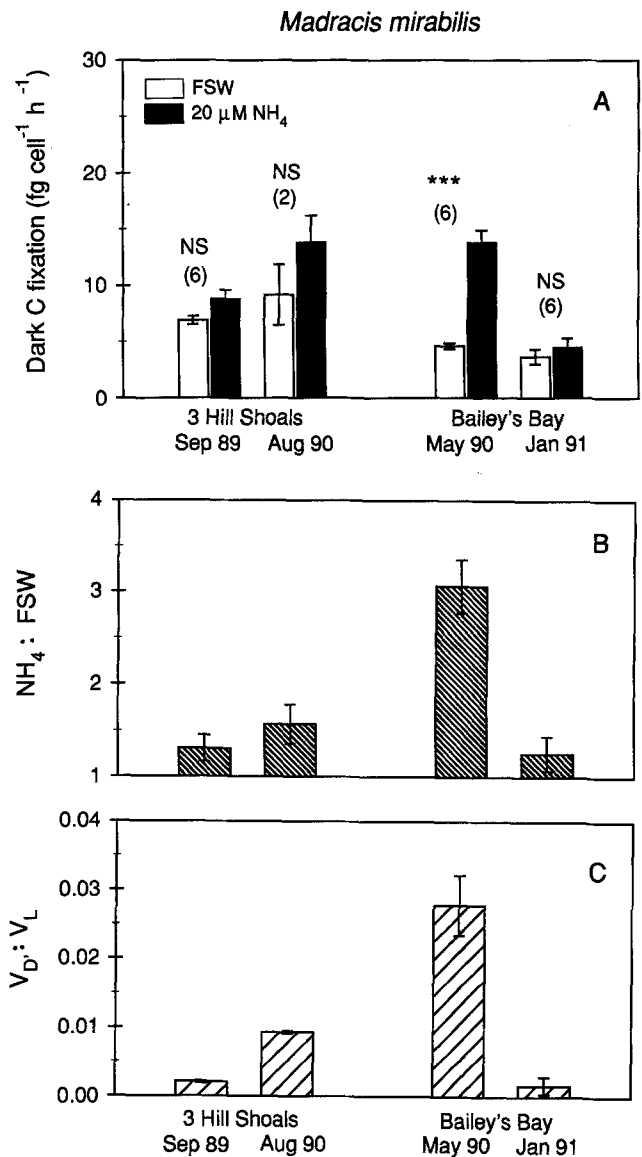 Madracis mirabilis
Dark C fixation (fg cell⁻¹ h⁻¹)
30
20
10
0
FSW
20 μM NH₄
A
NS
(6)
NS
(2)
***
(6)
NS
(6)
3 Hill Shoals
Bailey's Bay
Sep 89
Aug 90
May 90
Jan 91
NH₄ : FSW
4
3
2
1
B
V_D' : V_L
0.04
0.03
0.02
0.01
0.00
C
3 Hill Shoals
Bailey's Bay
Sep 89
Aug 90
May 90
Jan 91